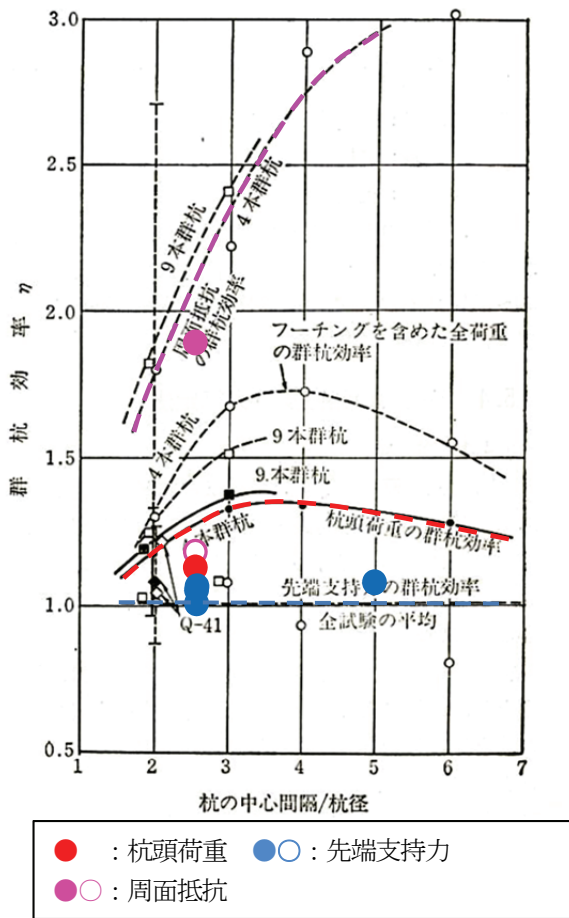 3.0
2.5
2.0
1.5
1.0
0.5
群杭効率 η
9本群杭
4本群杭
周面抵抗
の群杭効率
フーチングを含めた全荷重
の群杭効率
4本群杭
9本群杭
9本群杭
本群杭
杭頭荷重の群杭効率
先端支持
の群杭効率
全試験の平均
Q-41
1 2 3 4 5 6 7
杭の中心間隔/杭径
：杭頭荷重 ：先端支持力
：周面抵抗